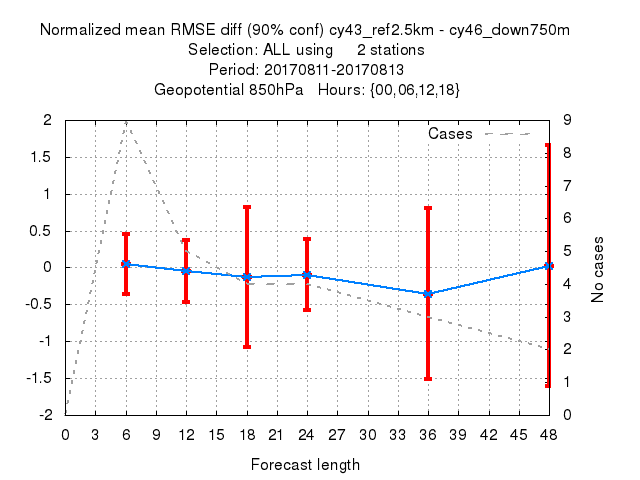 Normalized mean RMSE diff (90% conf) cy43_ref2.5km - cy46_down750m
Selection: ALL using 2 stations
Period: 20170811-20170813
Geopotential 850hPa Hours: {00,06,12,18}
Cases
2
1.5
1
0.5
0
-0.5
-1
-1.5
-2
9
8
7
6
5
4
3
2
1
0
No cases
0 3 6 9 12 15 18 21 24 27 30 33 36 39 42 45 48
Forecast length